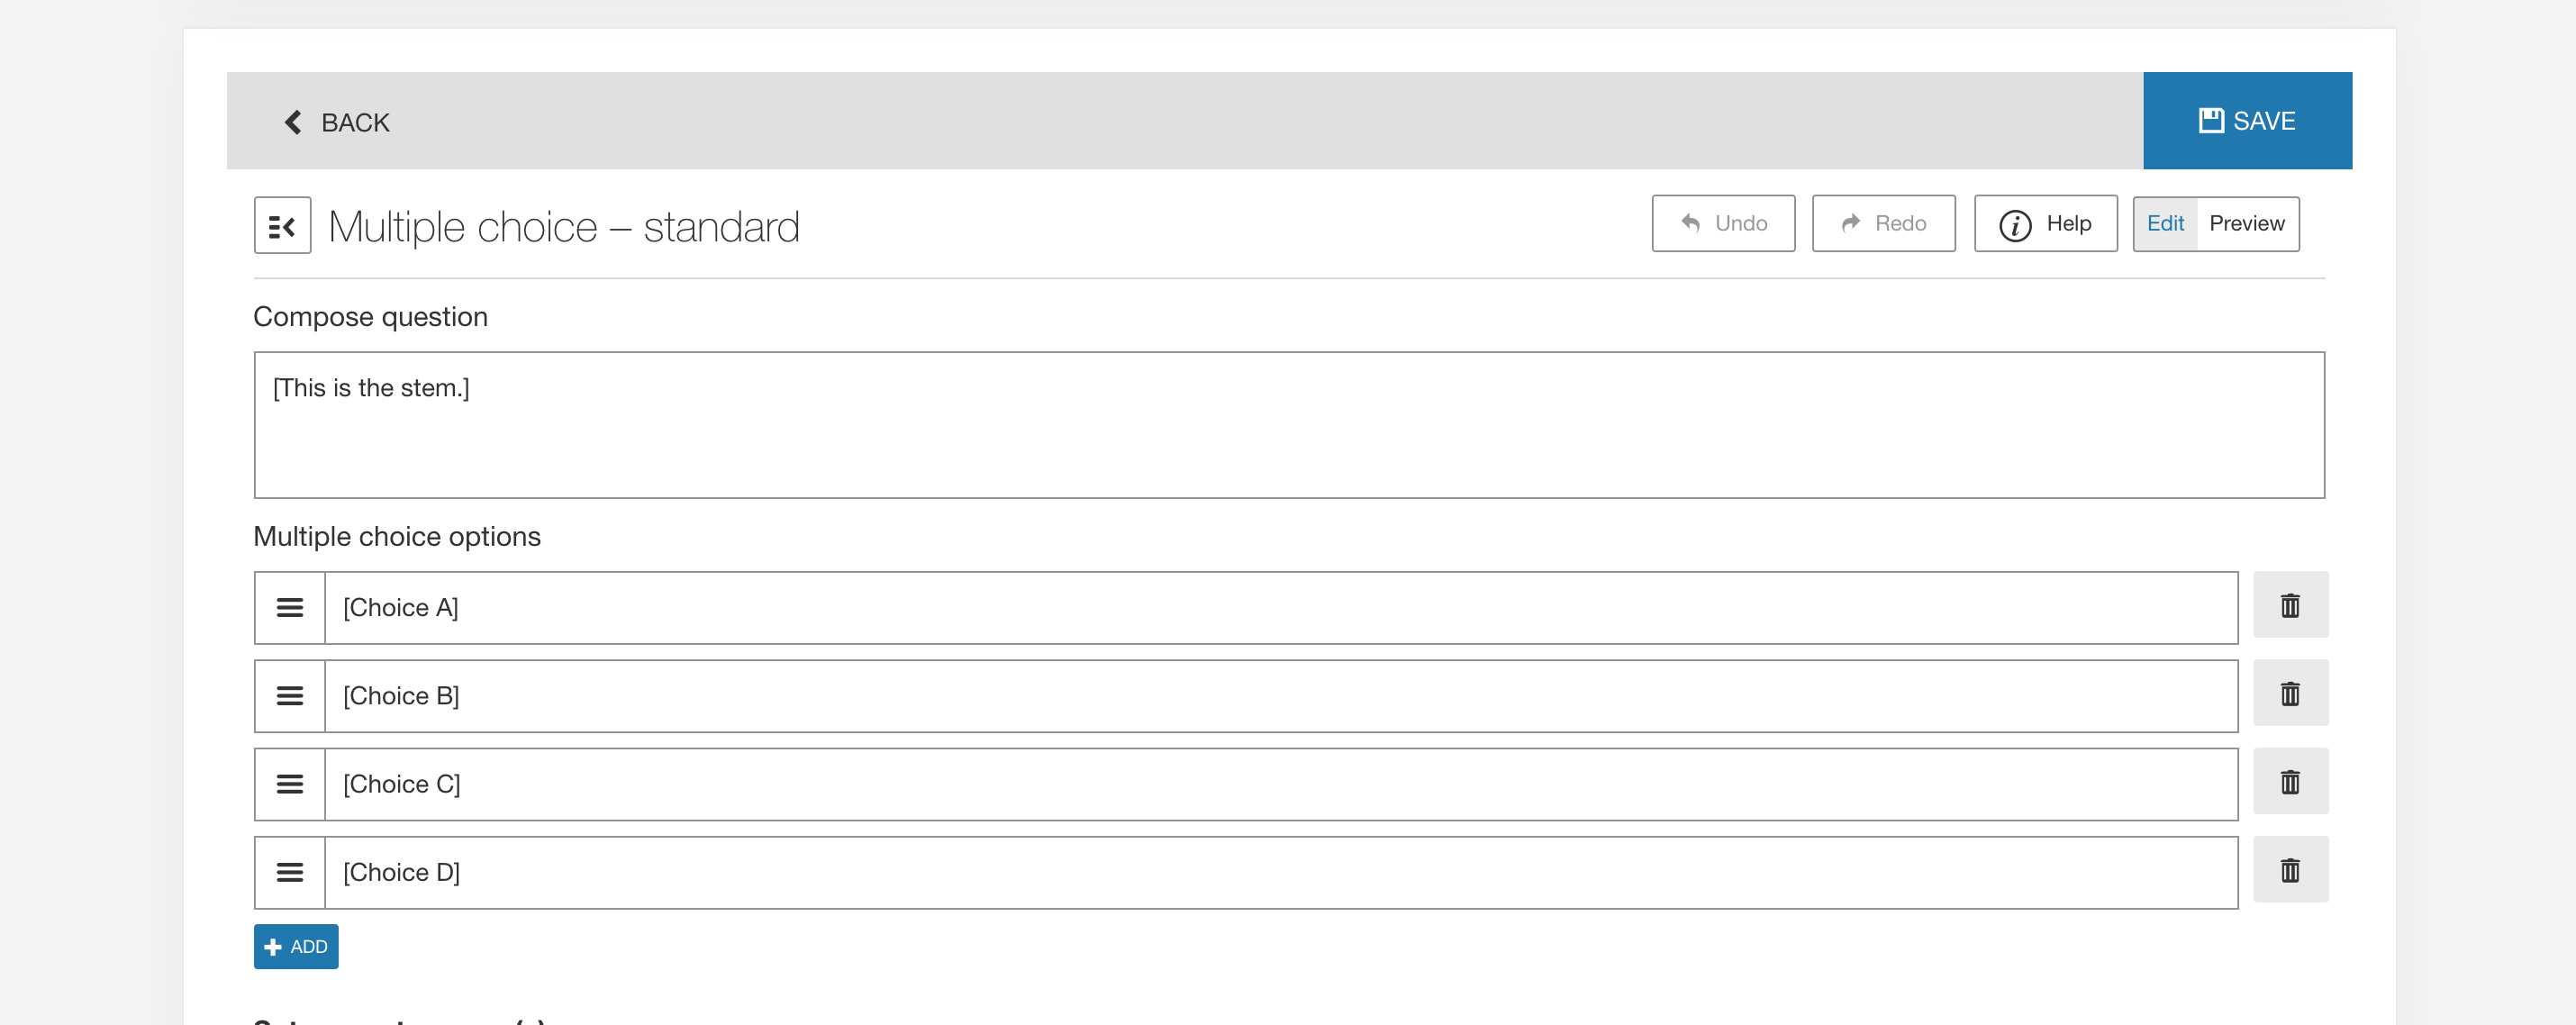 BACK
SAVE
Multiple choice – standard
Undo
Redo
Help
Edit
Preview
Compose question
[This is the stem.]
Multiple choice options
[Choice A]
[Choice B]
[Choice C]
[Choice D]
ADD